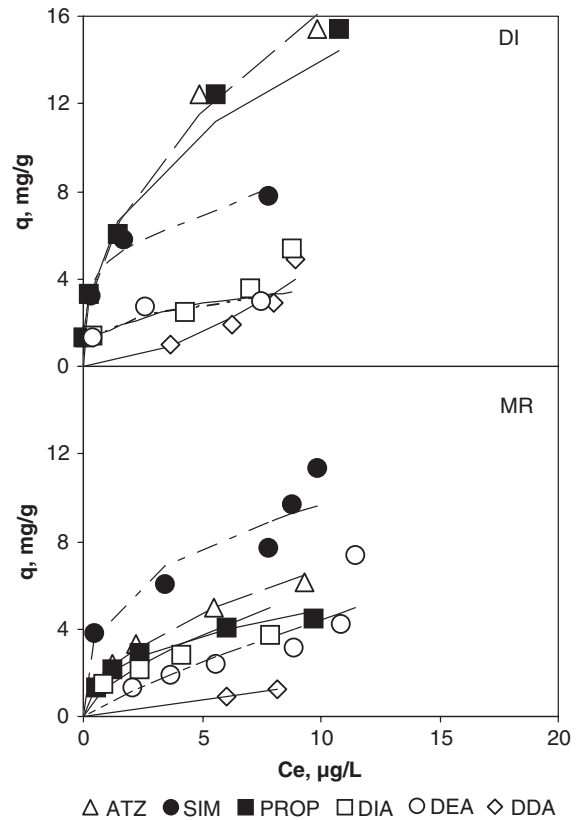 16
DI
12
q, mg/g
8
4
0
MR
12
q, mg/g
8
4
0
0 5 10 15 20
Ce, µg/L
ATZ SIM PROP DIA DEA DDA